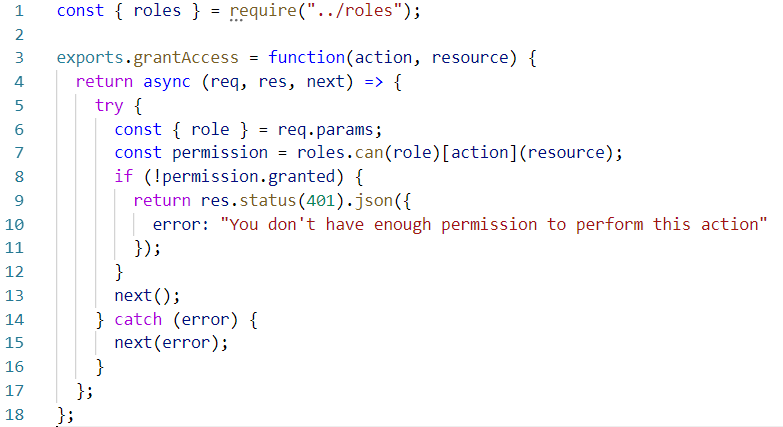 1 const { roles } = require("../roles");
2
3 exports.grantAccess = function(action, resource) {
4   return async (req, res, next) => {
5     try {
6       const { role } = req.params;
7       const permission = roles.can(role)[action](resource);
8       if (!permission.granted) {
9         return res.status(401).json({
10           error: "You don't have enough permission to perform this action"
11         });
12       }
13       next();
14     } catch (error) {
15       next(error);
16     }
17   };
18 };